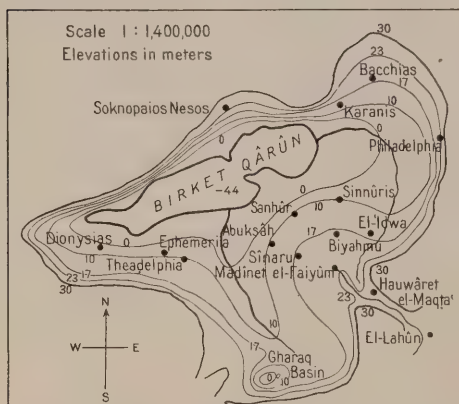 Scale 1 : 1,400,000
Elevations in meters
30
23
17
Bacchias
10
Soknopaios Nesos
Karanis
0
0
Philadelphia
BIRKET QÂRÛN
-44
0
Sinnûris
Sanhûr
10
17
El-Idwa
Abuksâh
Biyahmu
Dionysias
0
Ephemeria
Sînaru
10
Theadelphia
Madînet el-Faiyûm
23
17
30
23
30
Hauwâret
el-Maqta'
N
10
El-Lahûn
W
E
17
Gharaq
Basin
0
10
S